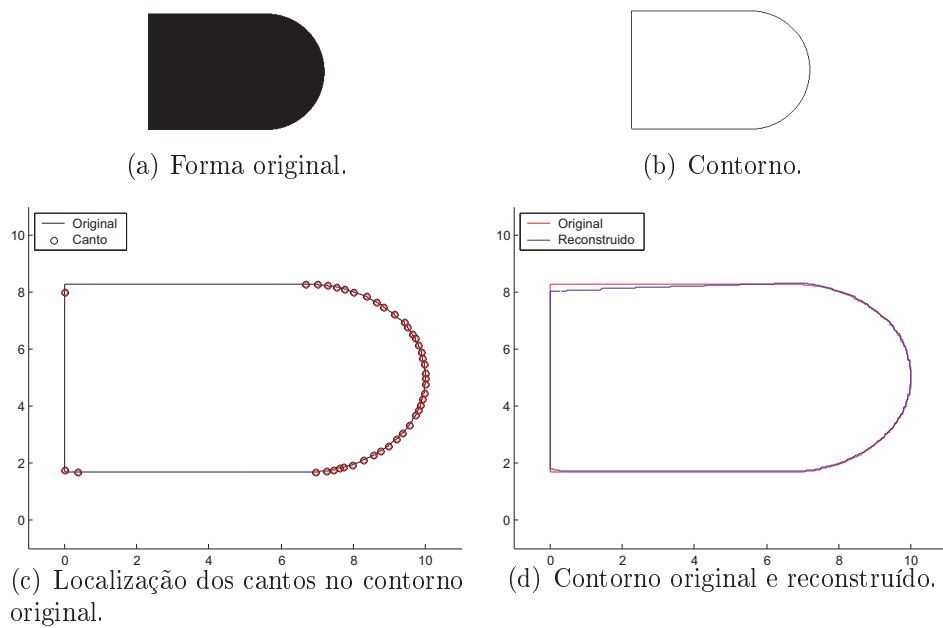 (a) Forma original.
(b) Contorno.
Original
Canto
10
8
6
4
2
0
0 2 4 6 8 10
(c) Localização dos cantos no contorno
original.
Original
Reconstruido
10
8
6
4
2
0
0 2 4 6 8 10
(d) Contorno original e reconstruído.